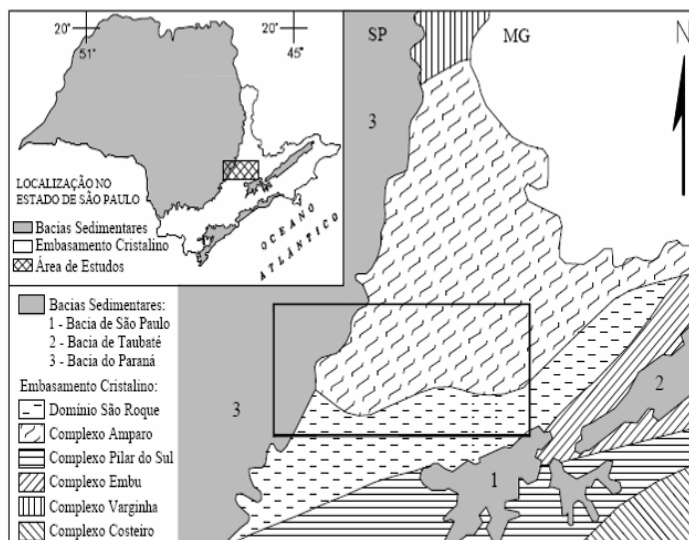 20°
51°
20°
45°
LOCALIZAÇÃO NO
ESTADO DE SÃO PAULO
Bacias Sedimentares
Embasamento Cristalino
Área de Estudos
OCEANO
ATLÂNTICO
SP
MG
N
3
Bacias Sedimentares:
1 - Bacia de São Paulo
2 - Bacia de Taubaté
3 - Bacia do Paraná
Embasamento Cristalino:
Domínio São Roque
Complexo Amparo
Complexo Pilar do Sul
Complexo Embu
Complexo Varginha
Complexo Costeiro
3
2
1